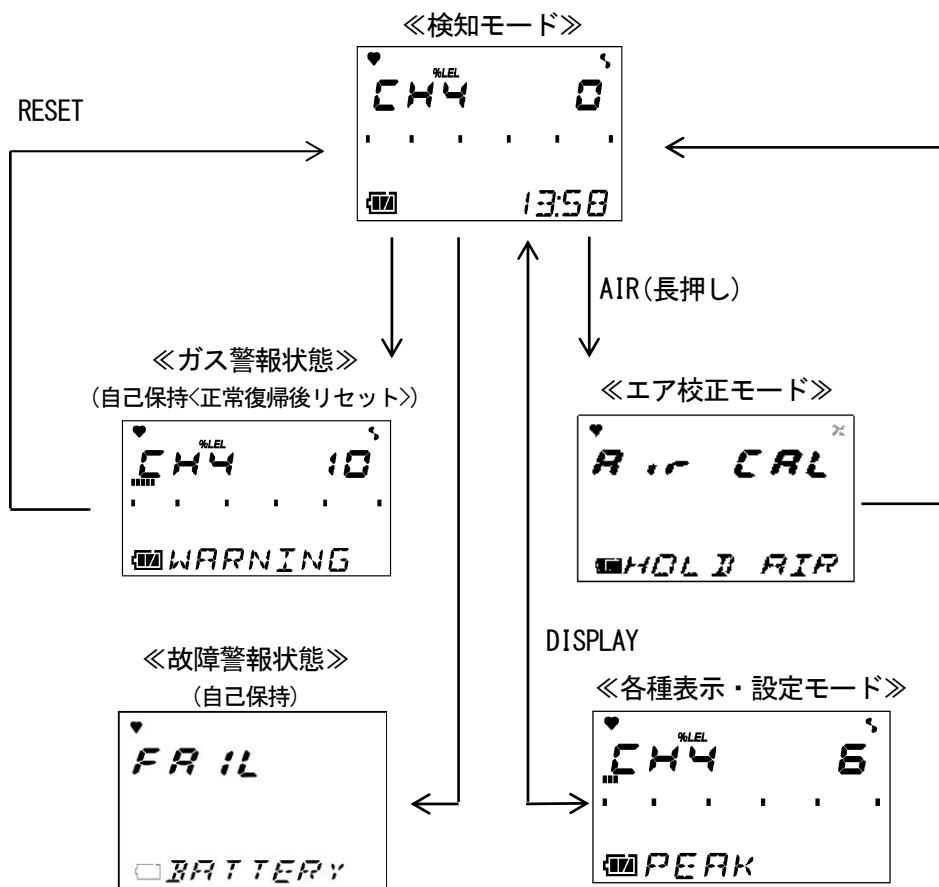 ≪検知モード≫
%LEL
CH4 0
13:58
RESET
AIR(長押し)
≪ガス警報状態≫
(自己保持<正常復帰後リセット>)
%LEL
CH4 10
WARNING
≪エア校正モード≫
Air CAL
HOLD AIR
DISPLAY
≪故障警報状態≫
(自己保持)
FAIL
BATTERY
≪各種表示・設定モード≫
%LEL
CH4 6
PEAK